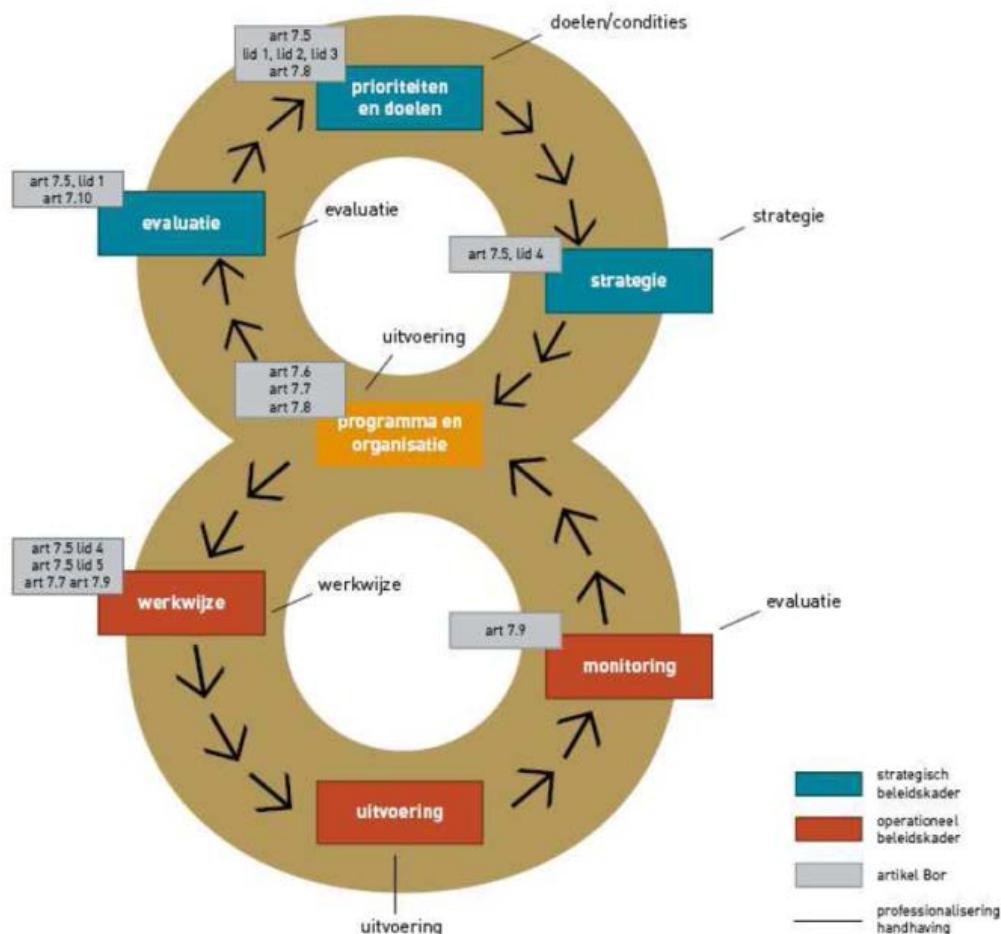 doelen/condities
art 7.5
lid 1, lid 2, lid 3
art 7.8
prioriteiten
en doelen
art 7.5, lid 1
art 7.10
evaluatie
evaluatie
strategie
art 7.5, lid 4
strategie
uitvoering
art 7.6
art 7.7
art 7.8
programma en
organisatie
art 7.5 lid 4
art 7.5 lid 5
art 7.7 art 7.9
werkwijze
werkwijze
evaluatie
art 7.9
monitoring
uitvoering
uitvoering
strategisch
beleidskader
operationeel
beleidskader
artikel Bor
professionalisering
handhaving